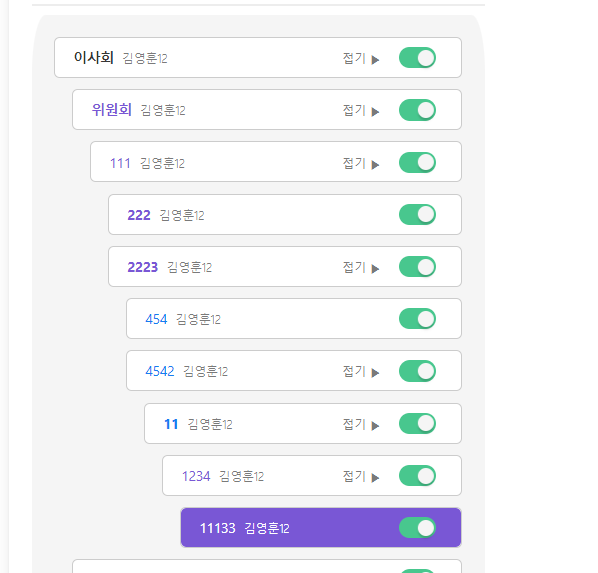 이사회 김영훈12 접기 ▶
위원회 김영훈12 접기 ▶
111 김영훈12 접기 ▶
222 김영훈12
2223 김영훈12 접기 ▶
454 김영훈12
4542 김영훈12 접기 ▶
11 김영훈12 접기 ▶
1234 김영훈12 접기 ▶
11133 김영훈12